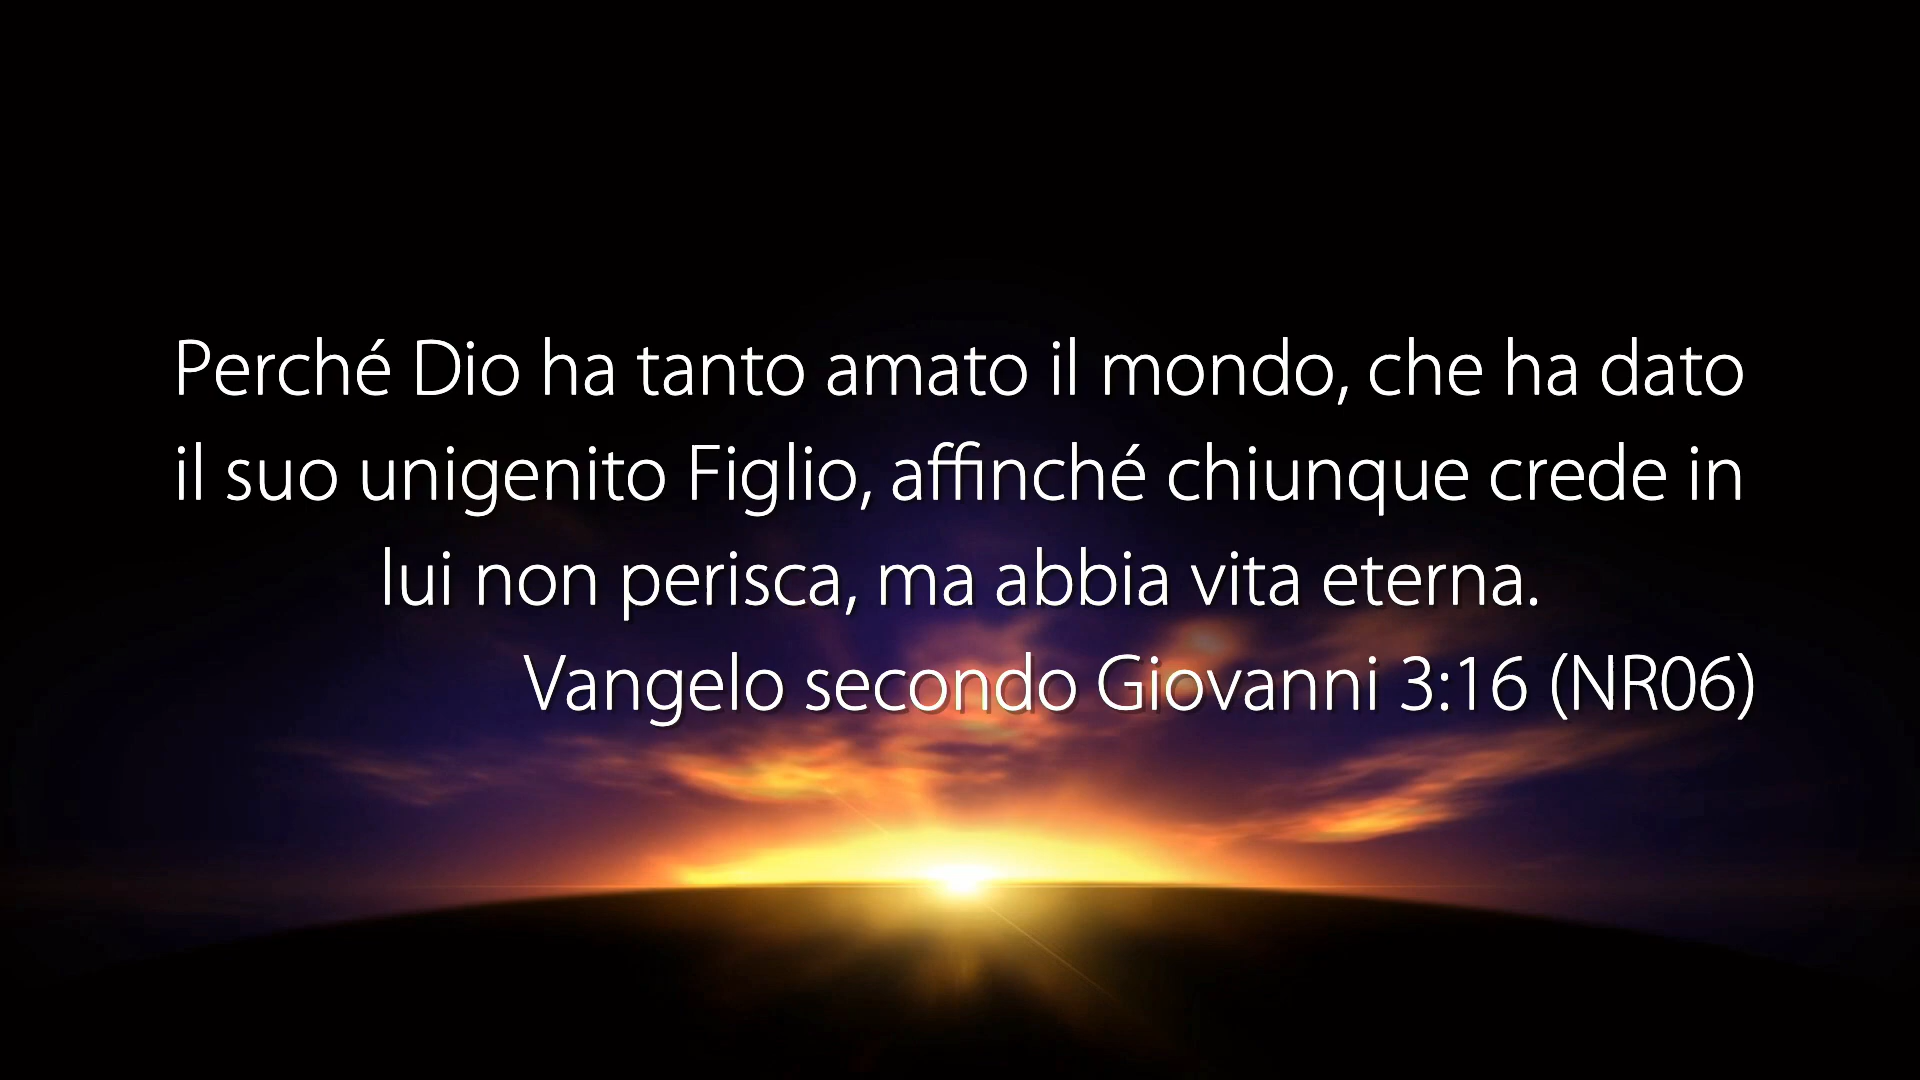 Perché Dio ha tanto amato il mondo, che ha dato
il suo unigenito Figlio, affinché chiunque crede in
lui non perisca, ma abbia vita eterna.
Vangelo secondo Giovanni 3:16 (NR06)